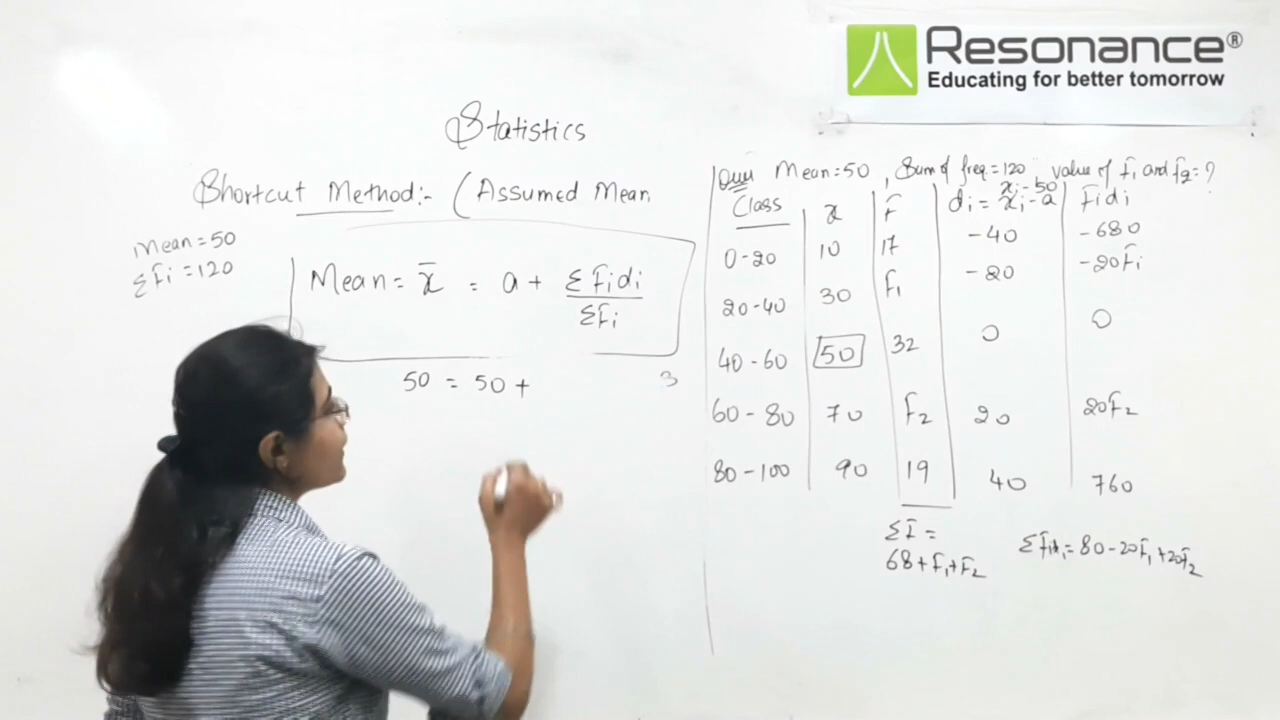 Resonance®
Educating for better tomorrow
Statistics
Shortcut Method:- (Assumed Mean
Mean = 50
Σfi = 120
Mean = x̄ = a + Σfidi / Σfi
50 = 50 +
3
Ques Mean = 50, Sum of freq = 120 value of f₁ and f₂ = ?
xi - 50
Class x f di = xi - a fidi
0-20 10 17 -40 -680
20-40 30 f₁ -20 -20f₁
40-60 50 32 0 0
60-80 70 f₂ 20 20f₂
80-100 90 19 40 760
Σf =
68 + f₁ + f₂
= 80 - 20f₁ + 20f₂